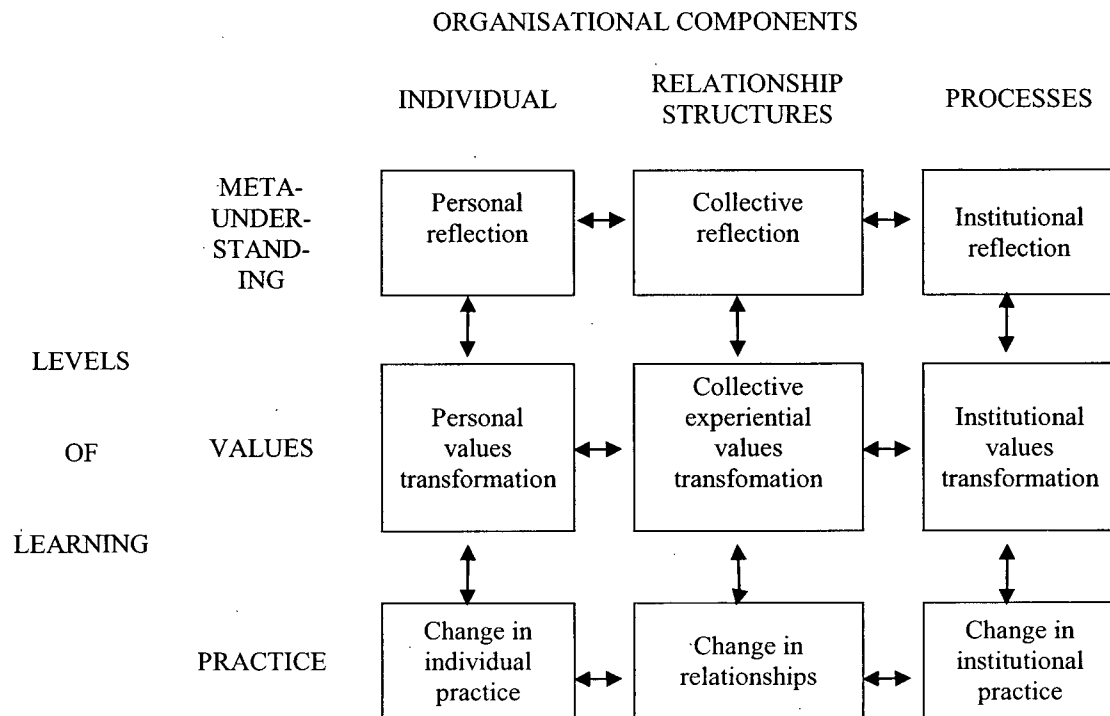 ORGANISATIONAL COMPONENTS
INDIVIDUAL
RELATIONSHIP
STRUCTURES
PROCESSES
META-
UNDER-
STAND-
ING
Personal
reflection
Collective
reflection
Institutional
reflection
LEVELS
OF
LEARNING
VALUES
Personal
values
transformation
Collective
experiential
values
transfomation
Institutional
values
transformation
PRACTICE
Change in
individual
practice
Change in
relationships
Change in
institutional
practice